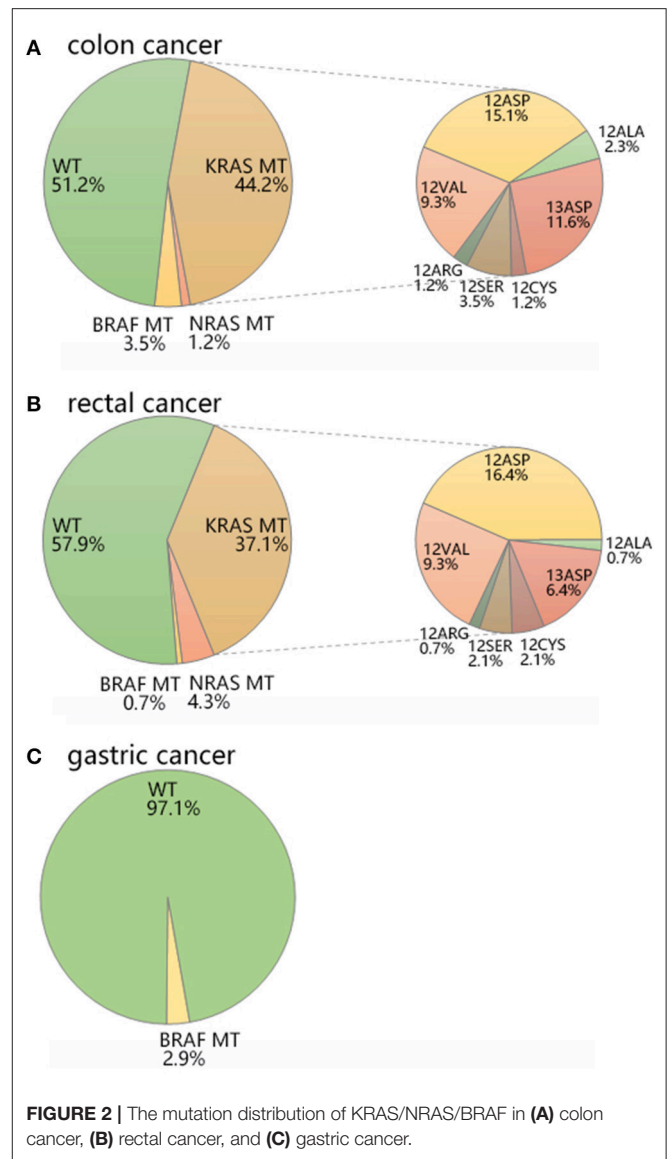 A colon cancer
WT
51.2%
KRAS MT
44.2%
BRAF MT
3.5%
NRAS MT
1.2%
12ASP
15.1%
12ALA
2.3%
13ASP
11.6%
12VAL
9.3%
12ARG
1.2%
12SER
3.5%
12CYS
1.2%
B rectal cancer
WT
57.9%
KRAS MT
37.1%
BRAF MT
0.7%
NRAS MT
4.3%
12ASP
16.4%
12ALA
0.7%
13ASP
6.4%
12VAL
9.3%
12ARG
0.7%
12SER
2.1%
12CYS
2.1%
C gastric cancer
WT
97.1%
BRAF MT
2.9%
FIGURE 2 | The mutation distribution of KRAS/NRAS/BRAF in (A) colon
cancer, (B) rectal cancer, and (C) gastric cancer.